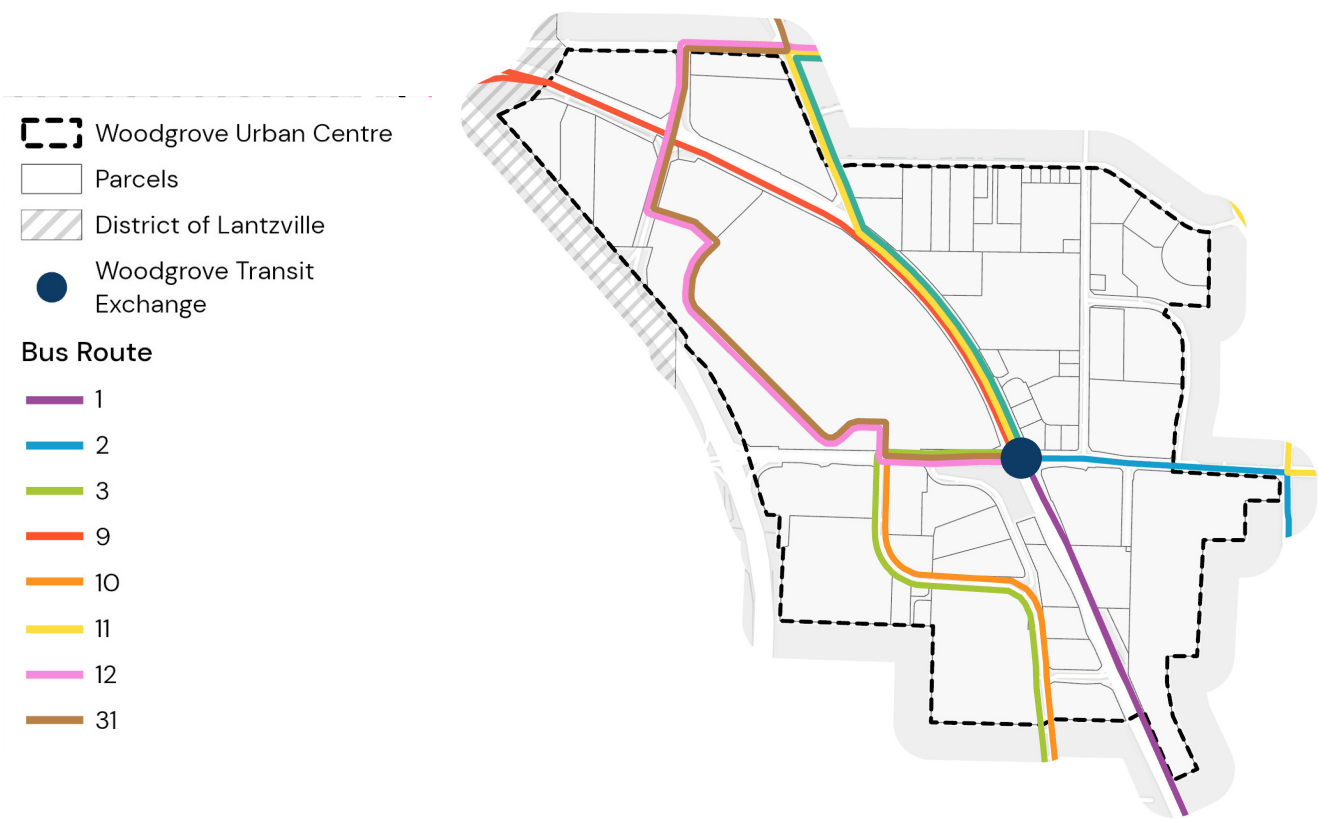 Woodgrove Urban Centre
Parcels
District of Lantzville
Woodgrove Transit
Exchange
Bus Route
1
2
3
9
10
11
12
31